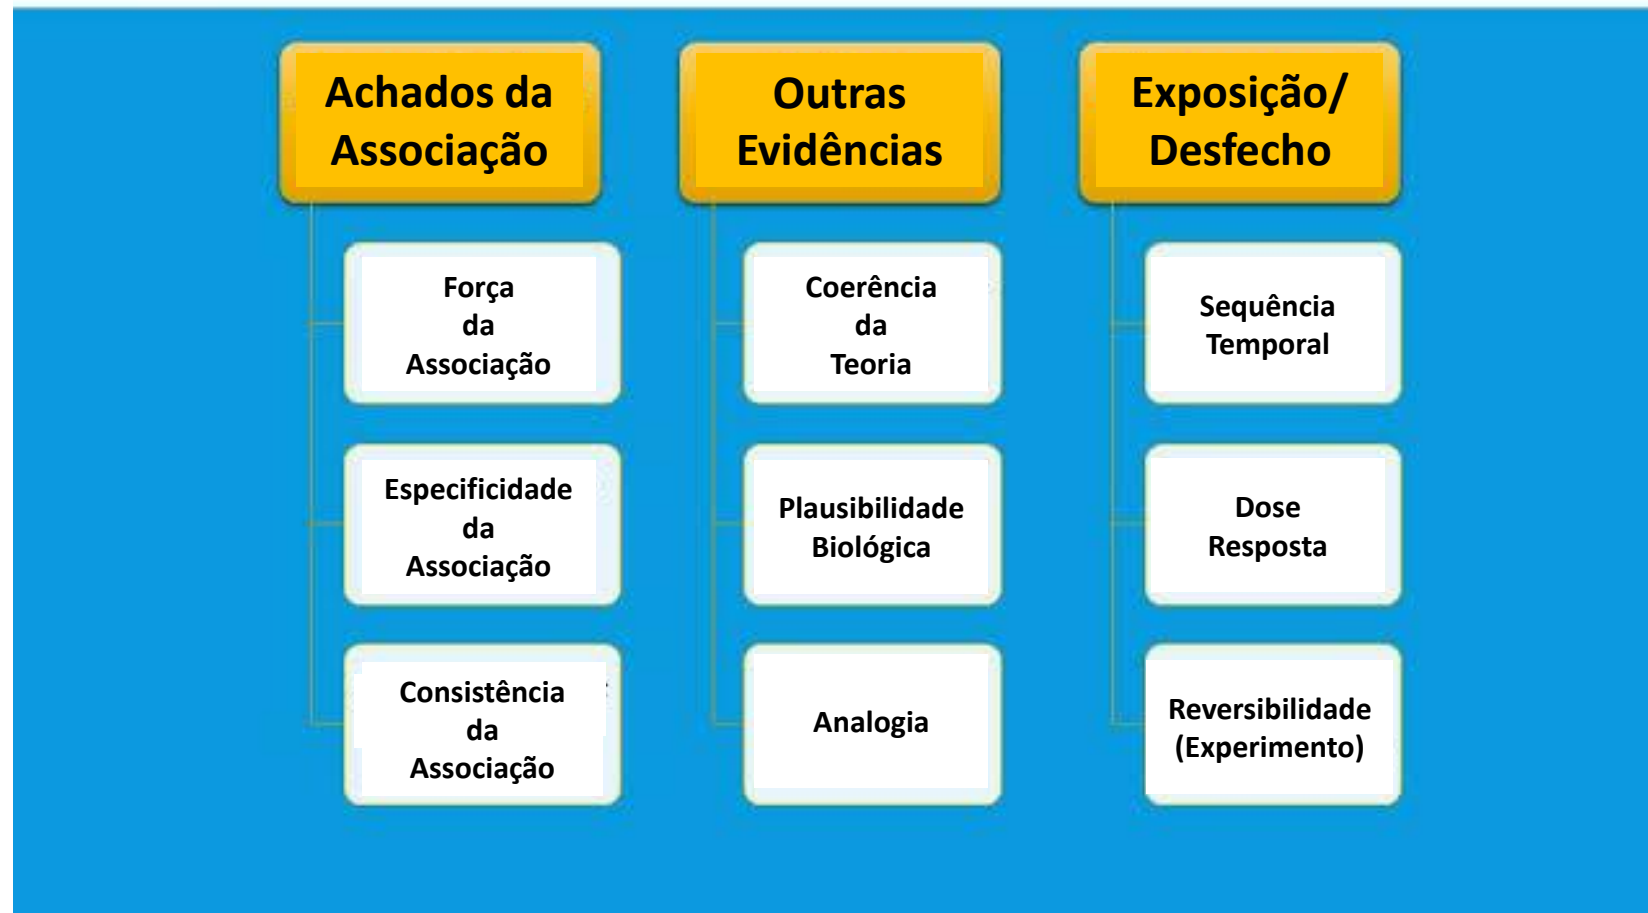 Achados da
Associação
Força
da
Associação
Especificidade
da
Associação
Consistência
da
Associação
Outras
Evidências
Coerência
da
Teoria
Plausibilidade
Biológica
Analogia
Exposição/
Desfecho
Sequência
Temporal
Dose
Resposta
Reversibilidade
(Experimento)